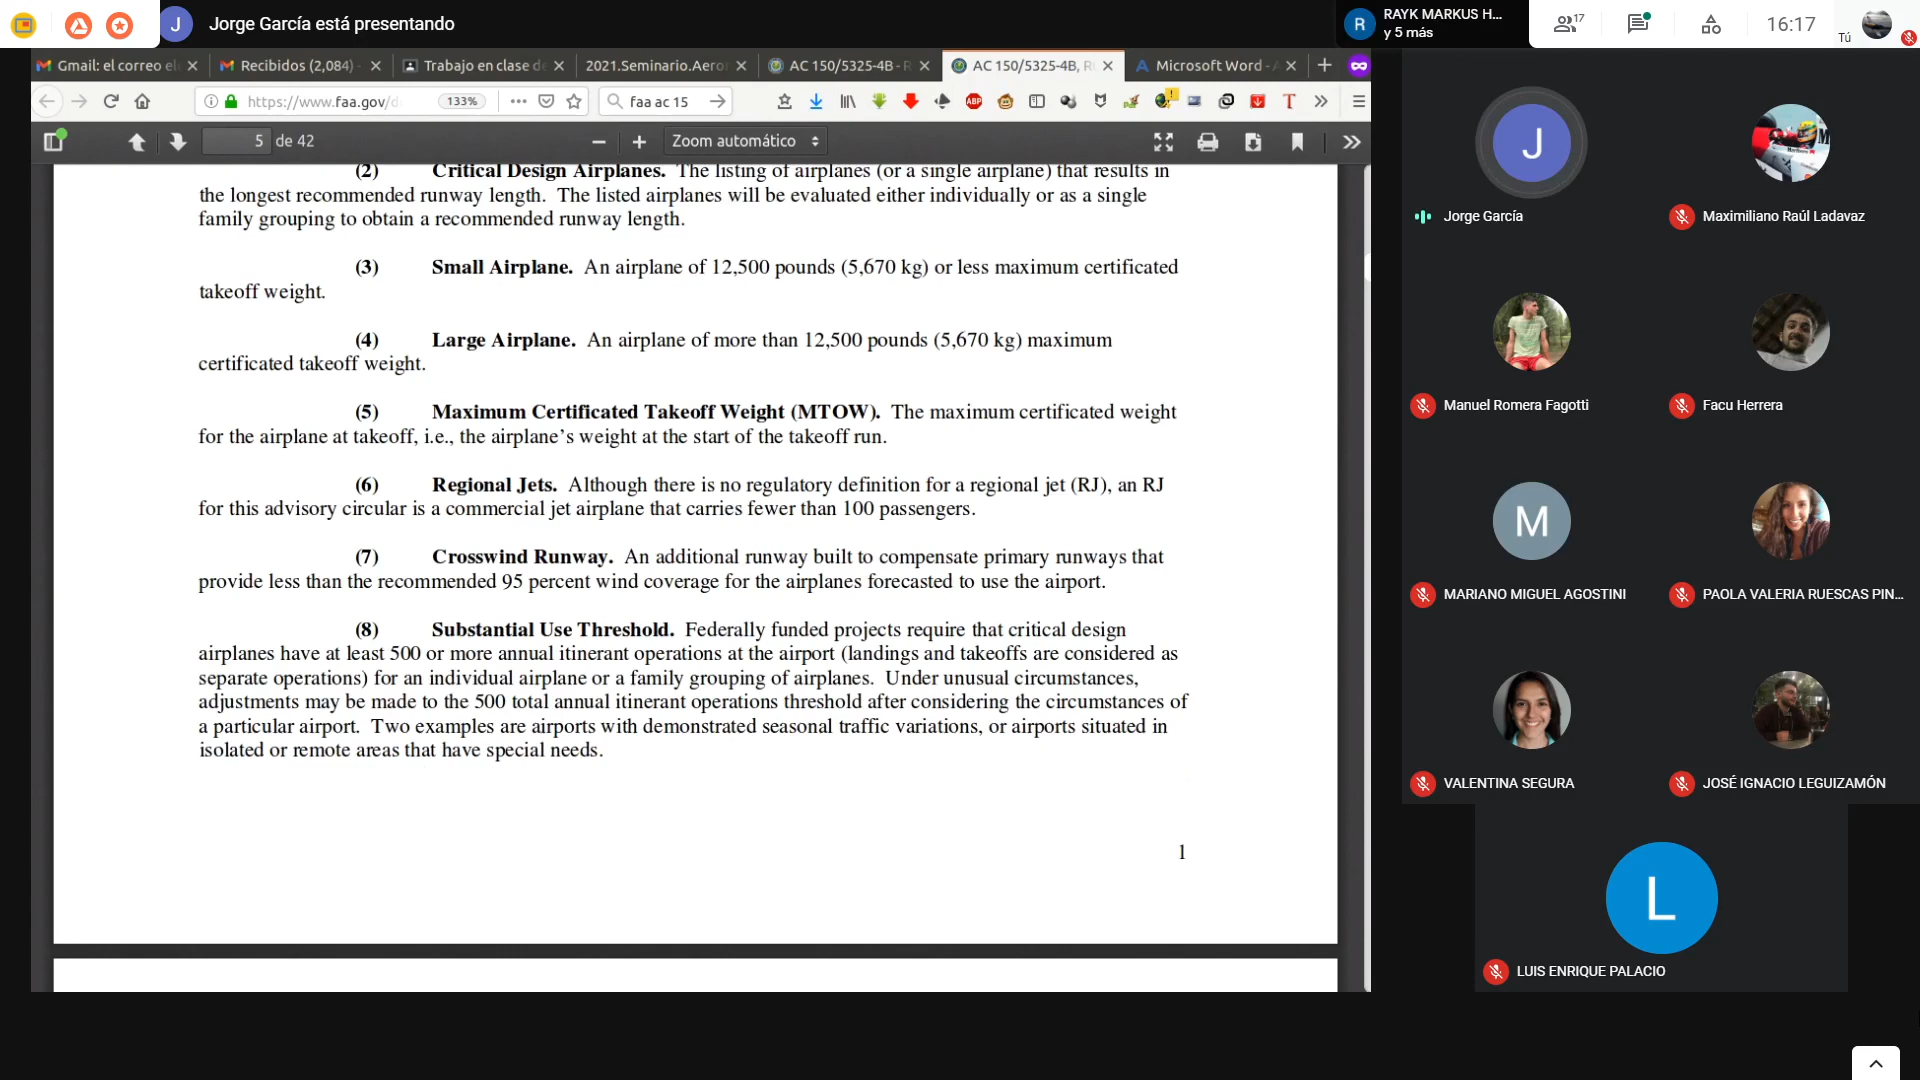 J
Jorge García está presentando
R
RAYK MARKUS H...
y 5 más
17
16:17
Tú
Gmail: el correo el
Recibidos (2,084) -
Trabajo en clase de
2021.Seminario.Aeror
AC 150/5325-4B - R
AC 150/5325-4B, R
Microsoft Word - A
https://www.faa.gov/d
133%
faa ac 15
ABP
T
5 de 42
Zoom automático
(2) Critical Design Airplanes. The listing of airplanes (or a single airplane) that results in
the longest recommended runway length. The listed airplanes will be evaluated either individually or as a single
family grouping to obtain a recommended runway length.
(3) Small Airplane. An airplane of 12,500 pounds (5,670 kg) or less maximum certificated
takeoff weight.
(4) Large Airplane. An airplane of more than 12,500 pounds (5,670 kg) maximum
certificated takeoff weight.
(5) Maximum Certificated Takeoff Weight (MTOW). The maximum certificated weight
for the airplane at takeoff, i.e., the airplane's weight at the start of the takeoff run.
(6) Regional Jets. Although there is no regulatory definition for a regional jet (RJ), an RJ
for this advisory circular is a commercial jet airplane that carries fewer than 100 passengers.
(7) Crosswind Runway. An additional runway built to compensate primary runways that
provide less than the recommended 95 percent wind coverage for the airplanes forecasted to use the airport.
(8) Substantial Use Threshold. Federally funded projects require that critical design
airplanes have at least 500 or more annual itinerant operations at the airport (landings and takeoffs are considered as
separate operations) for an individual airplane or a family grouping of airplanes. Under unusual circumstances,
adjustments may be made to the 500 total annual itinerant operations threshold after considering the circumstances of
a particular airport. Two examples are airports with demonstrated seasonal traffic variations, or airports situated in
isolated or remote areas that have special needs.
1
J
Jorge García
Maximiliano Raúl Ladavaz
Manuel Romera Fagotti
Facu Herrera
M
MARIANO MIGUEL AGOSTINI
PAOLA VALERIA RUESCAS PIN...
VALENTINA SEGURA
JOSÉ IGNACIO LEGUIZAMÓN
L
LUIS ENRIQUE PALACIO